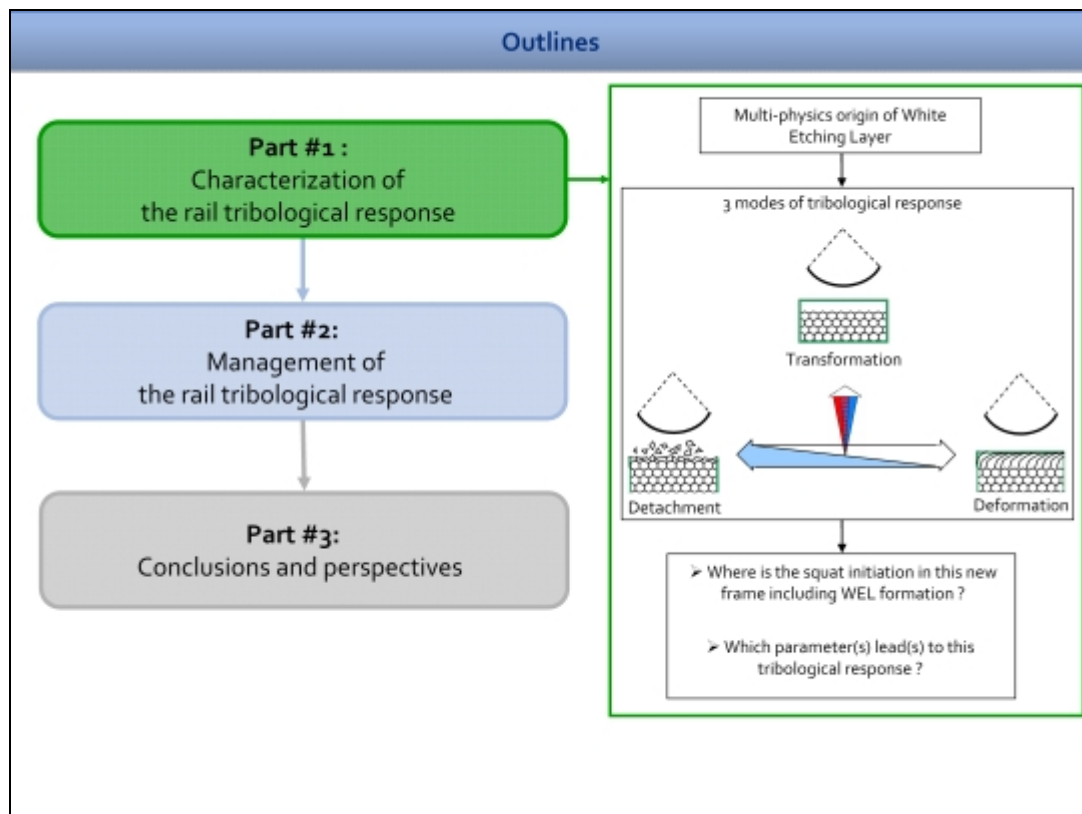 Outlines
Part #1 :
Characterization of
the rail tribological response
Part #2:
Management of
the rail tribological response
Part #3:
Conclusions and perspectives
Multi-physics origin of White
Etching Layer
3 modes of tribological response
Transformation
Detachment
Deformation
➢ Where is the squat initiation in this new
frame including WEL formation ?
➢ Which parameter(s) lead(s) to this
tribological response ?